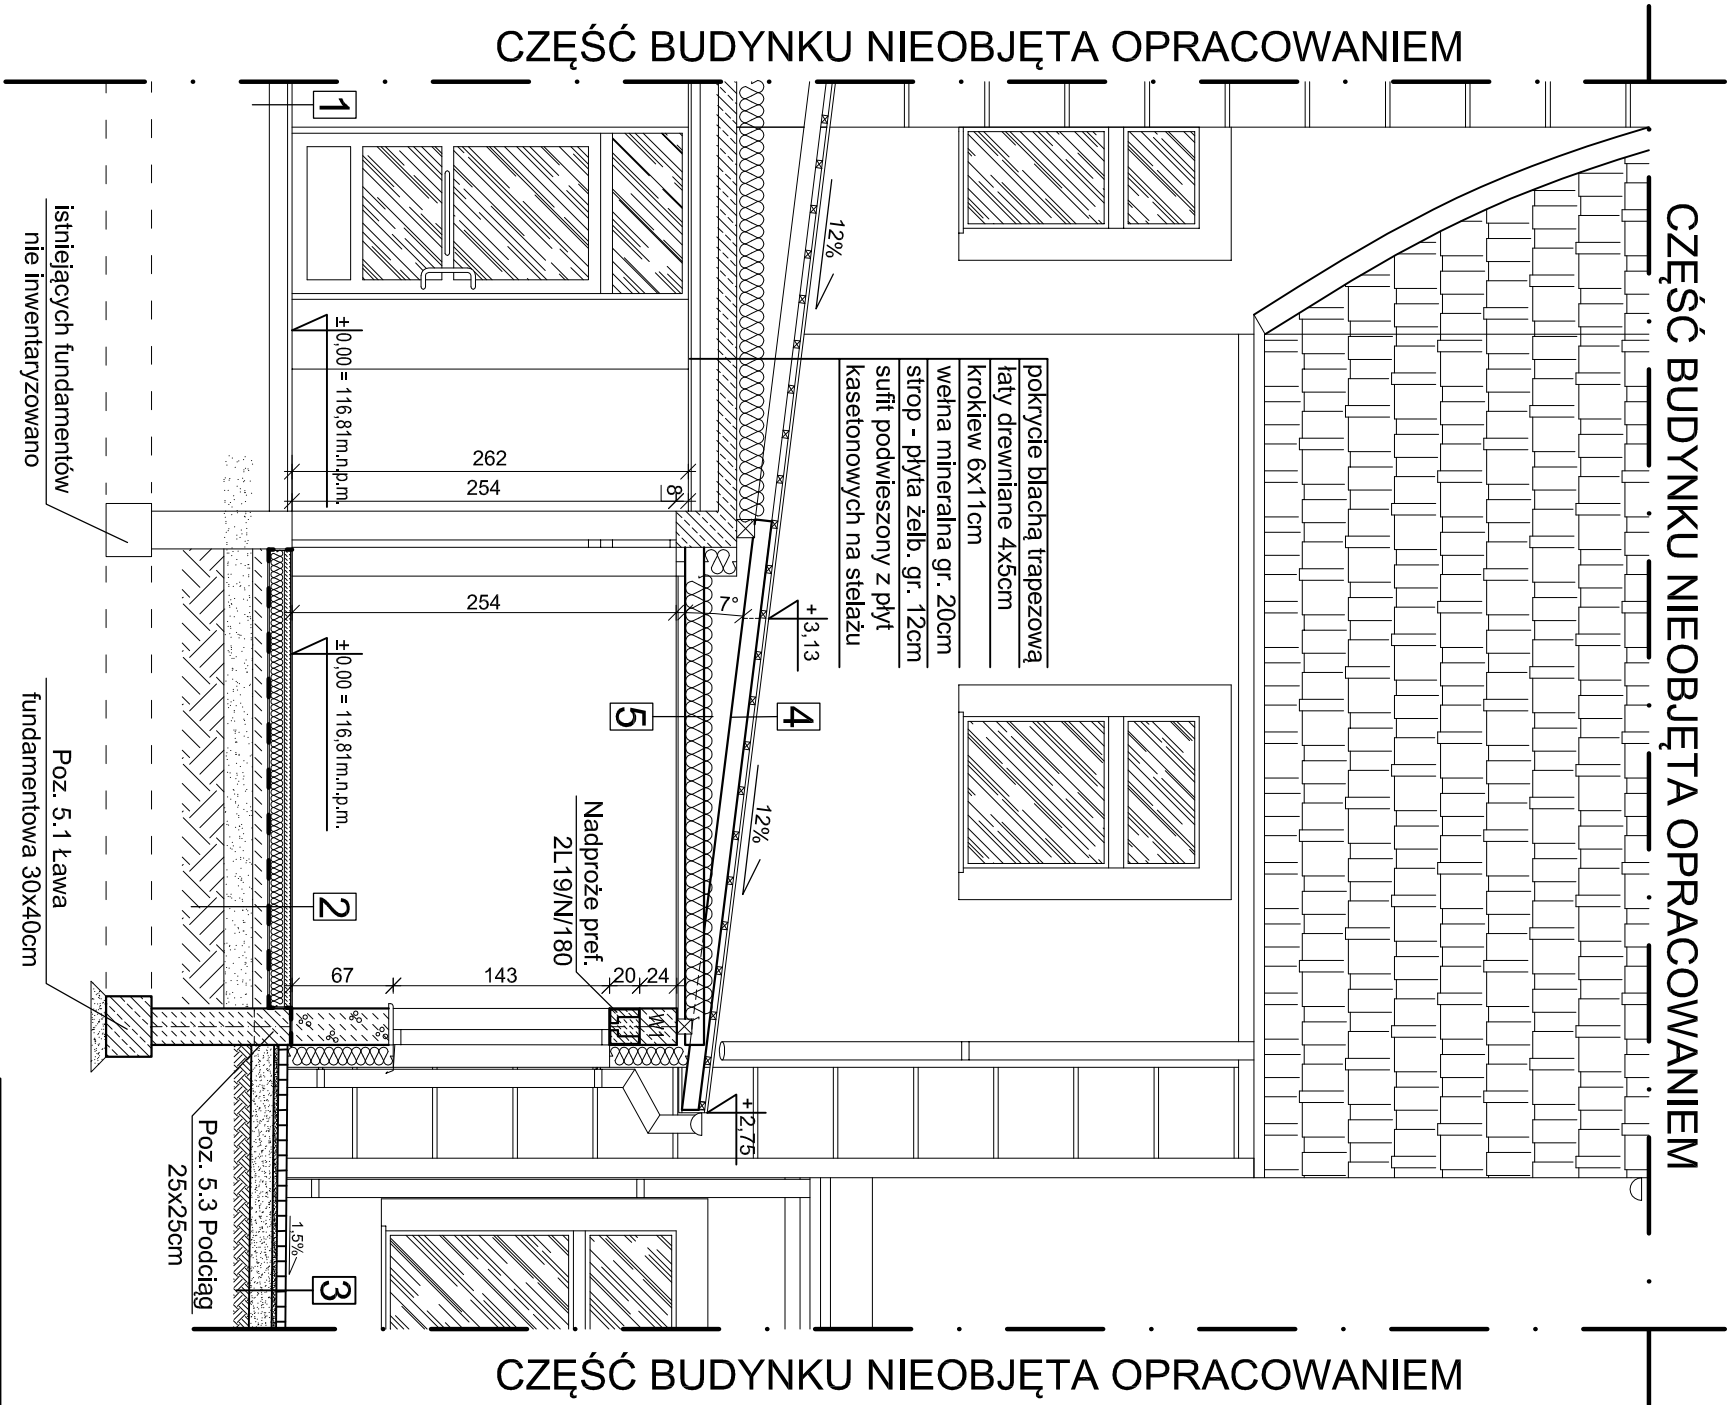 CZĘŚĆ BUDYNKU NIEOBJĘTA OPRACOWANIEM
CZĘŚĆ BUDYNKU NIEOBJĘTA OPRACOWANIEM
CZĘŚĆ BUDYNKU NIEOBJĘTA OPRACOWANIEM
pokrycie blachą trapezową
łaty drewniane 4x5cm
krokiew 6x11cm
wełna mineralna gr. 20cm
strop - płyta żelb. gr. 12cm
sufit podwieszony z płyt
kasetonowych na stelażu
12%
+3,13
7°
4
5
12%
+2,75
8
262
254
254
Nadproże pref.
2L 19/N/180
24
20
143
67
W1
±0,00 = 116,81m.n.p.m.
±0,00 = 116,81m.n.p.m.
1
2
3
1,5%
istniejących fundamentów
nie inwentaryzowano
Poz. 5.1 Ława
fundamentowa 30x40cm
Poz. 5.3 Podciąg
25x25cm